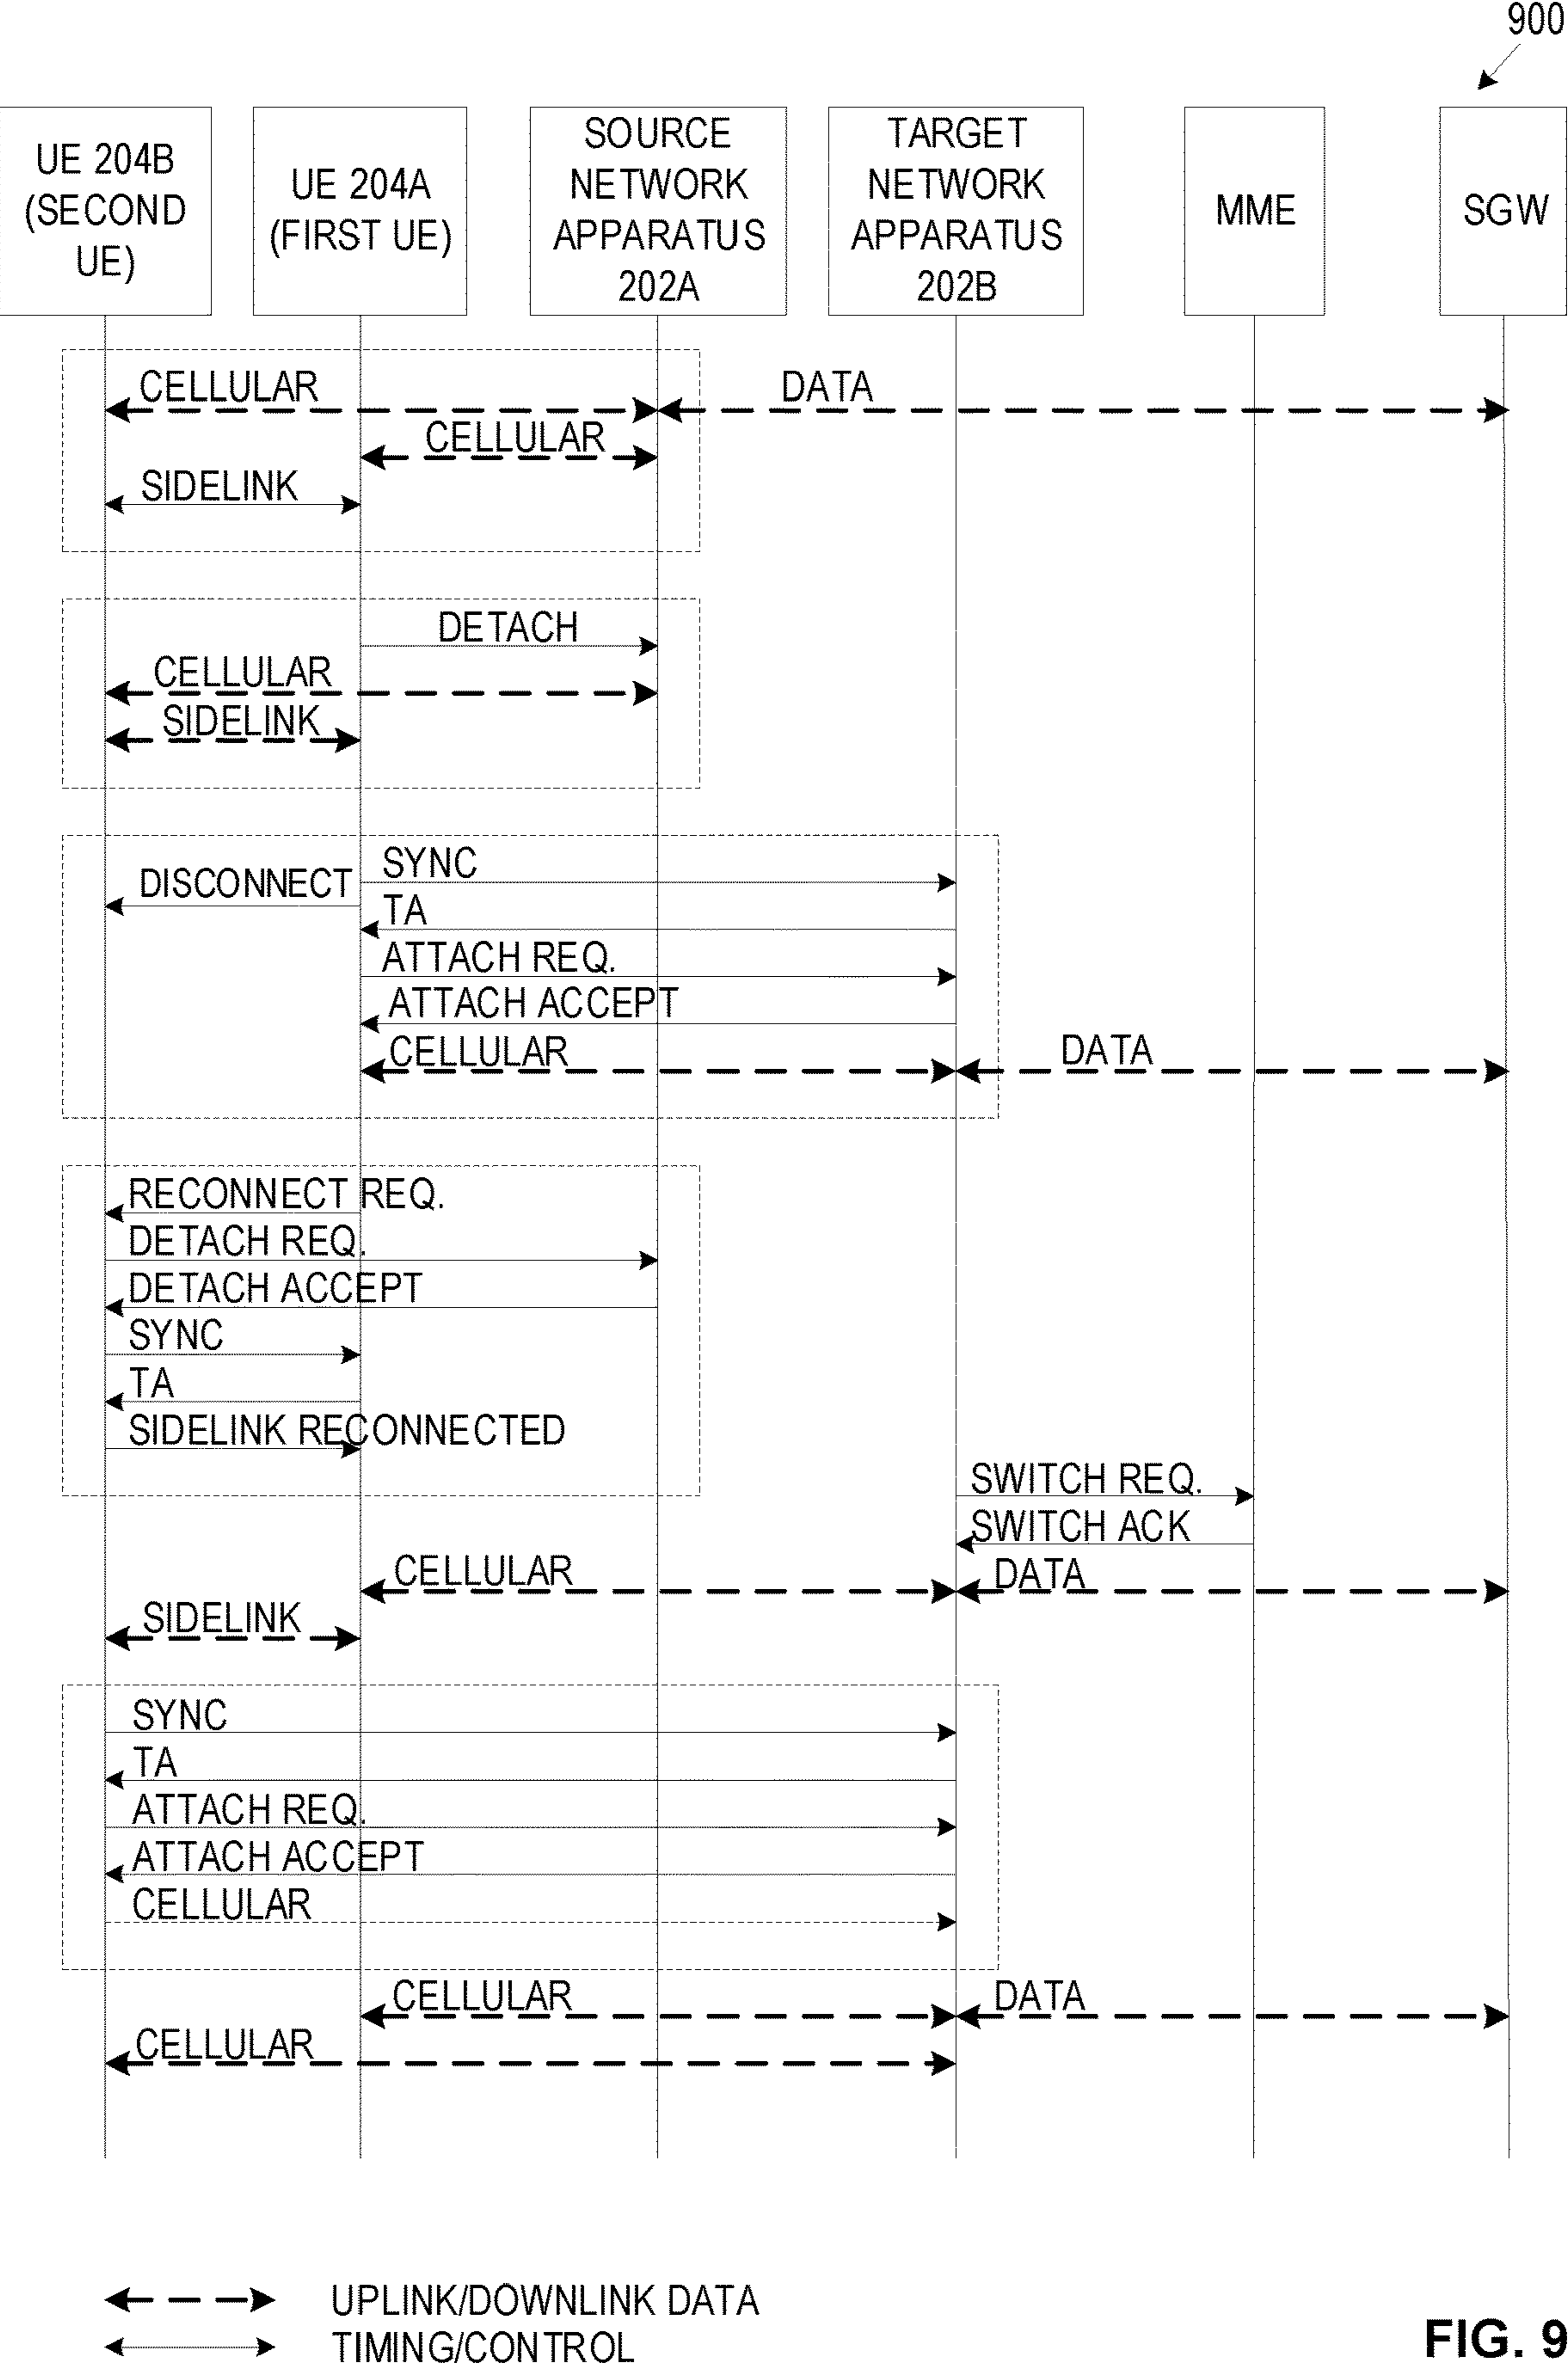 900
UE 204B
(SECOND
UE)
UE 204A
(FIRST UE)
SOURCE
NETWORK
APPARATUS
202A
TARGET
NETWORK
APPARATUS
202B
MME
SGW
CELLULAR
DATA
CELLULAR
SIDELINK
DETACH
CELLULAR
SIDELINK
SYNC
DISCONNECT
TA
ATTACH REQ.
ATTACH ACCEPT
CELLULAR
DATA
RECONNECT REQ.
DETACH REQ.
DETACH ACCEPT
SYNC
TA
SIDELINK RECONNECTED
SWITCH REQ.
SWITCH ACK
CELLULAR
DATA
SIDELINK
SYNC
TA
ATTACH REQ.
ATTACH ACCEPT
CELLULAR
CELLULAR
DATA
CELLULAR
UPLINK/DOWNLINK DATA
TIMING/CONTROL
FIG. 9